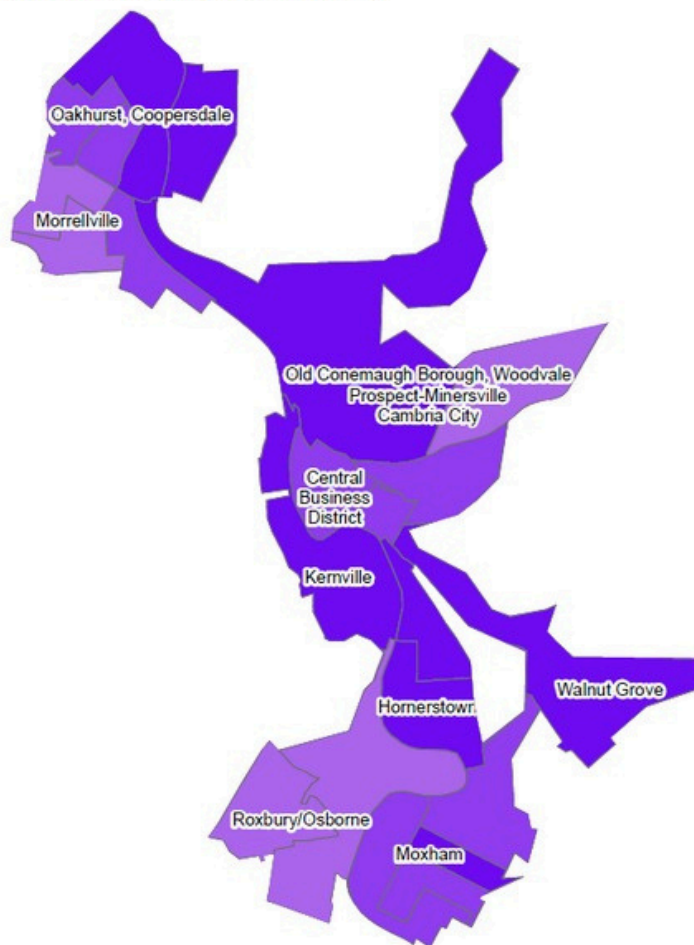 Oakhurst, Coopersdale
Morrellville
Old Conemaugh Borough, Woodvale
Prospect-Minersville
Cambria City
Central
Business
District
Kernville
Walnut Grove
Hornerstown
Roxbury/Osborne
Moxham